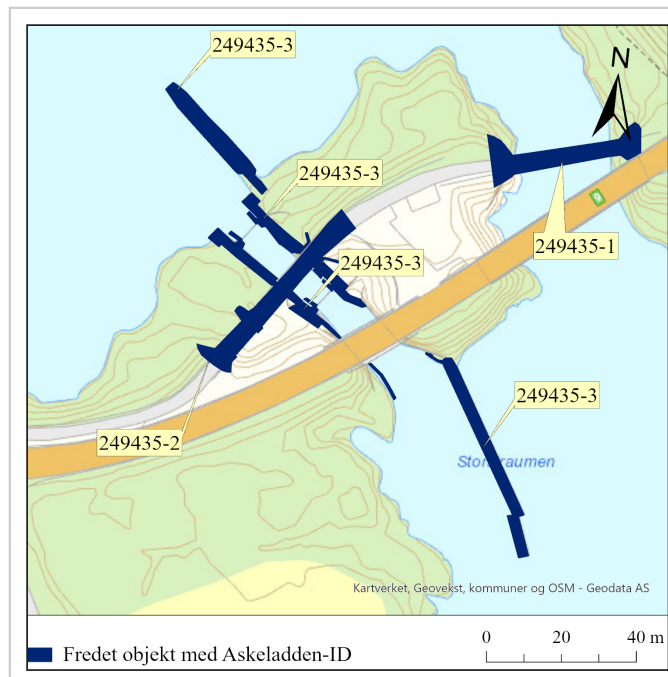 249435-3
N
249435-3
9
249435-1
249435-3
249435-3
249435-2
Kartverket, Geovekst, kommuner og OSM - Geodata AS
Fredet objekt med Askeladden-ID
0 20 40 m